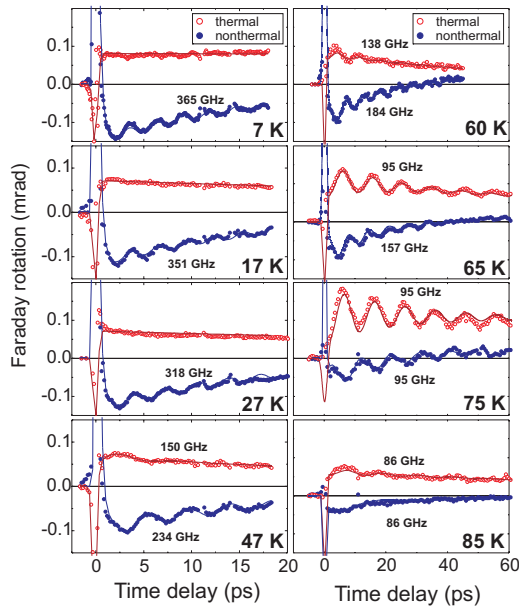 thermal
nonthermal
0.1
0.0
-0.1
365 GHz
7 K
0.1
0.0
-0.1
351 GHz
17 K
0.1
0.0
-0.1
318 GHz
27 K
0.1
0.0
-0.1
150 GHz
234 GHz
47 K
0 5 10 15 20
Time delay (ps)
Faraday rotation (mrad)
thermal
nonthermal
138 GHz
184 GHz
60 K
95 GHz
157 GHz
65 K
95 GHz
95 GHz
75 K
86 GHz
86 GHz
85 K
0 20 40 60
Time delay (ps)